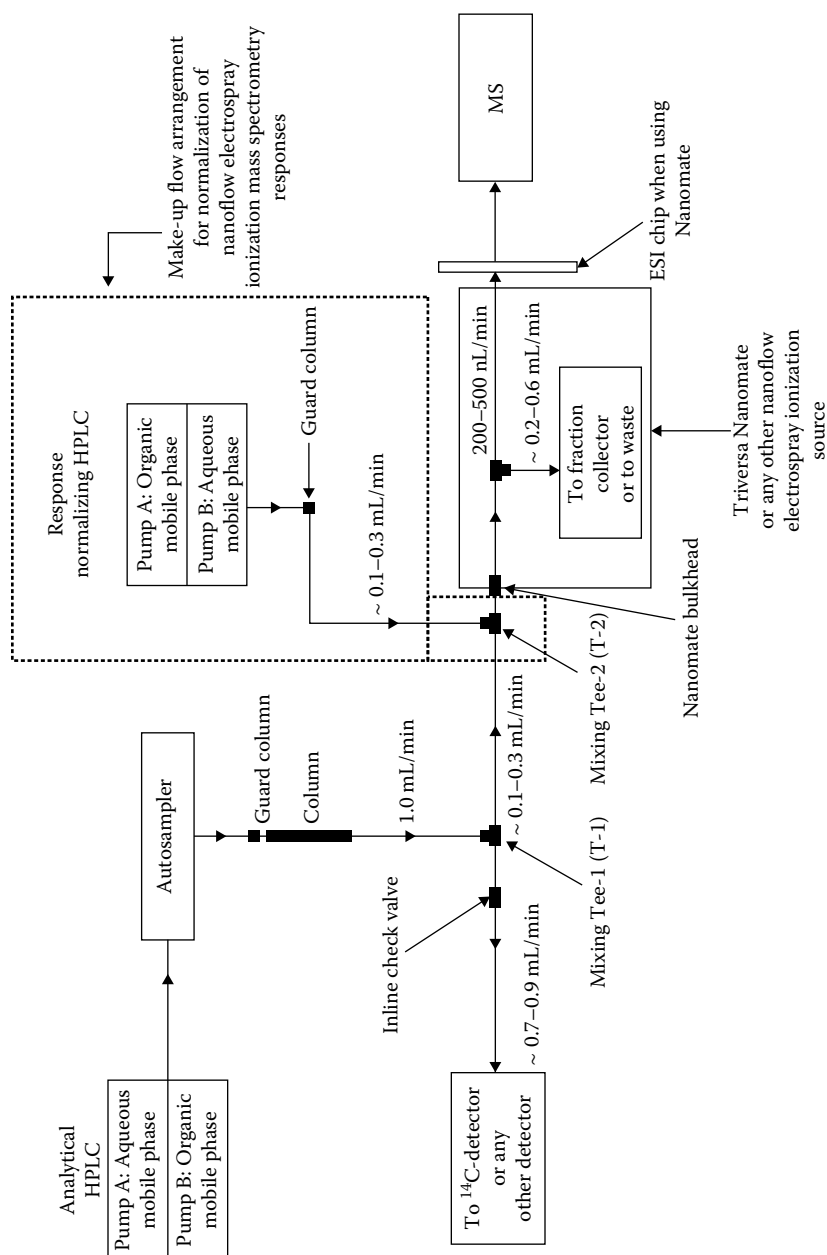 Analytical
HPLC
Pump A: Aqueous
mobile phase
Pump B: Organic
mobile phase
Autosampler
Guard column
Column
1.0 mL/min
Inline check valve
~ 0.7–0.9 mL/min
To ¹⁴C-detector
or any
other detector
Mixing Tee-1 (T-1)
~ 0.1–0.3 mL/min
Response
normalizing HPLC
Pump A: Organic
mobile phase
Pump B: Aqueous
mobile phase
Guard column
~ 0.1–0.3 mL/min
Make-up flow arrangement
for normalization of
nanoflow electrospray
ionization mass spectrometry
responses
Mixing Tee-2 (T-2)
Nanomate bulkhead
200–500 nL/min
~ 0.2–0.6 mL/min
To fraction
collector
or to waste
Triversa Nanomate
or any other nanoflow
electrospray ionization
source
ESI chip when using
Nanomate
MS